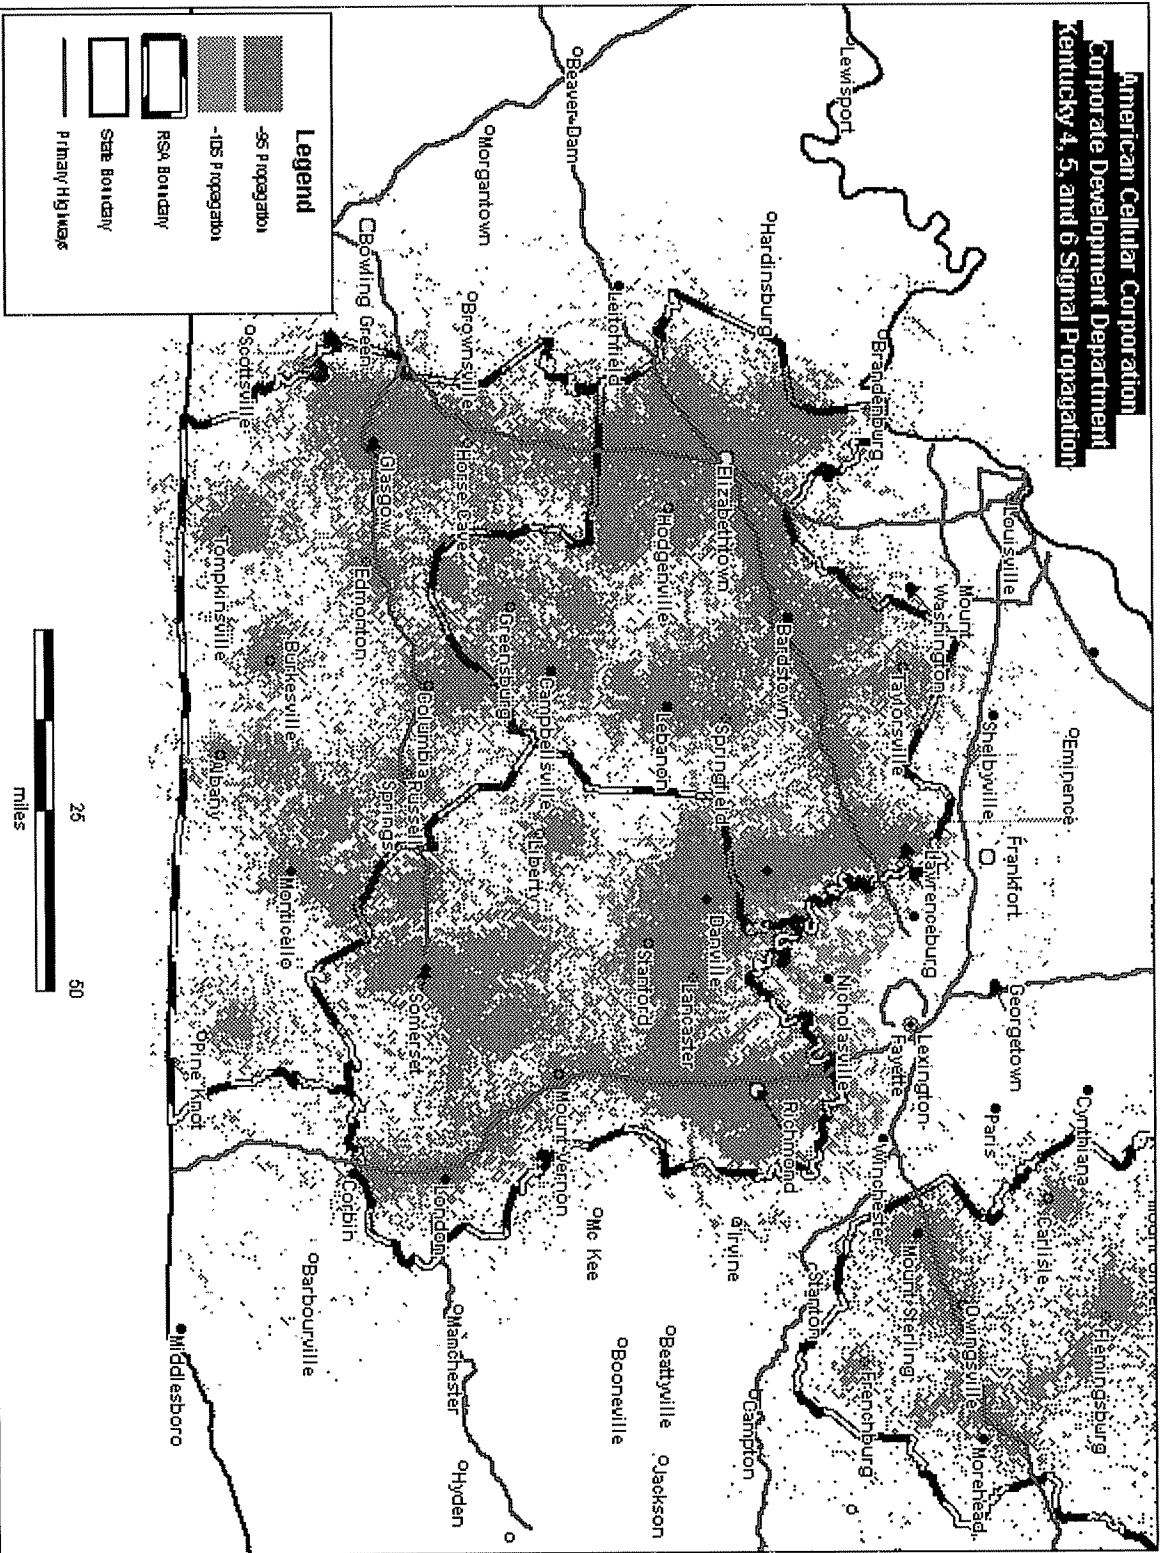 American Cellular Corporation
Corporate Development Department
Kentucky 4, 5, and 6 Signal Propagation
Lewisport
Beaver Dam
Morgantown
Hardinsburg
Brandenburg
Leitchfield
Brownsville
Bowling Green
Scottsville
Louisville
Elizabethtown
Hodgenville
Horse Cave
Glasgow
Edmonton
Tompkinsville
Mount
Washington
Bardstown
Taylorsville
Greensburg
Campbellsville
Lebanon
Springfield
Columbia
Burkesville
Albany
Eminence
Shelbyville
Frankfort
Lawrenceburg
Russell
Springs
Liberty
Monticello
Danville
Stanford
Lancaster
Somerset
Nicholasville
Georgetown
Lexington-
Fayette
Cynthiana
Paris
Winchester
Richmond
Mount Vernon
Pine Knot
London
Corbin
Mc Kee
Irvine
Carlisle
Mount Sterling
Stanton
Owingsville
Flemingsburg
Frenchburg
Morehead
Campton
Beattyville
Booneville
Jackson
Manchester
Hyden
Barbourville
Middlesboro
Legend
-95 Propagation
-105 Propagation
RSA Boundary
State Boundary
Primary Highways
25
50
miles